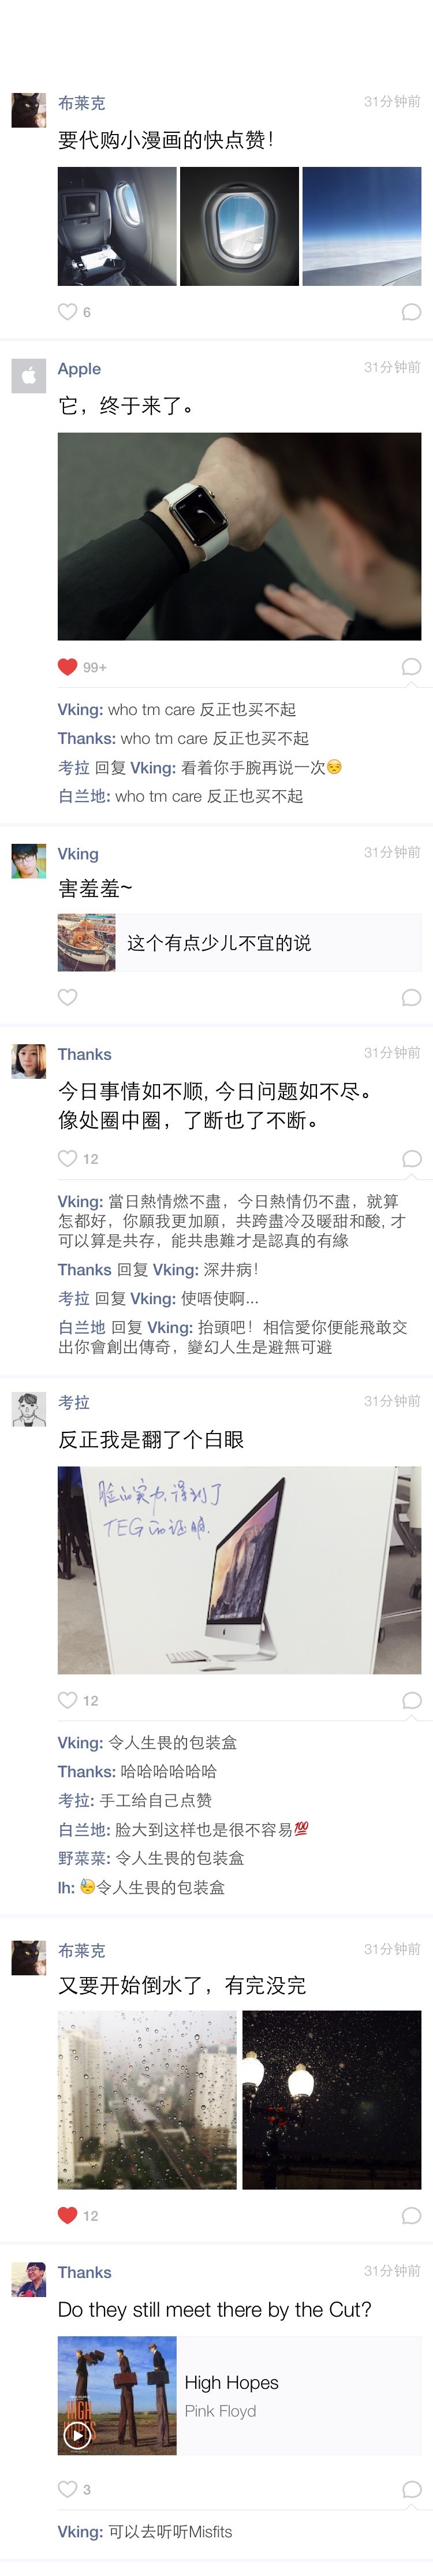 布莱克
31分钟前
要代购小漫画的快点赞！
6
Apple
31分钟前
它，终于来了。
99+
Vking: who tm care 反正也买不起
Thanks: who tm care 反正也买不起
考拉 回复 Vking: 看着你手腕再说一次😒
白兰地: who tm care 反正也买不起
Vking
31分钟前
害羞羞~
这个有点少儿不宜的说
Thanks
31分钟前
今日事情如不顺, 今日问题如不尽。
像处圈中圈，了断也了不断。
12
Vking: 當日熱情燃不盡，今日熱情仍不盡，就算
怎都好，你願我更加願，共跨盡冷及暖甜和酸, 才
可以算是共存，能共患難才是認真的有緣
Thanks 回复 Vking: 深井病！
考拉 回复 Vking: 使唔使啊...
白兰地 回复 Vking: 抬頭吧！相信愛你便能飛敢交
出你會創出傳奇，變幻人生是避無可避
考拉
31分钟前
反正我是翻了个白眼
脸的实力,得到了
TEG的证明.
12
Vking: 令人生畏的包装盒
Thanks: 哈哈哈哈哈哈
考拉: 手工给自己点赞
白兰地: 脸大到这样也是很不容易💯
野菜菜: 令人生畏的包装盒
lh: 😓令人生畏的包装盒
布莱克
31分钟前
又要开始倒水了，有完没完
12
Thanks
31分钟前
Do they still meet there by the Cut?
HIGH
High Hopes
Pink Floyd
3
Vking: 可以去听听Misfits